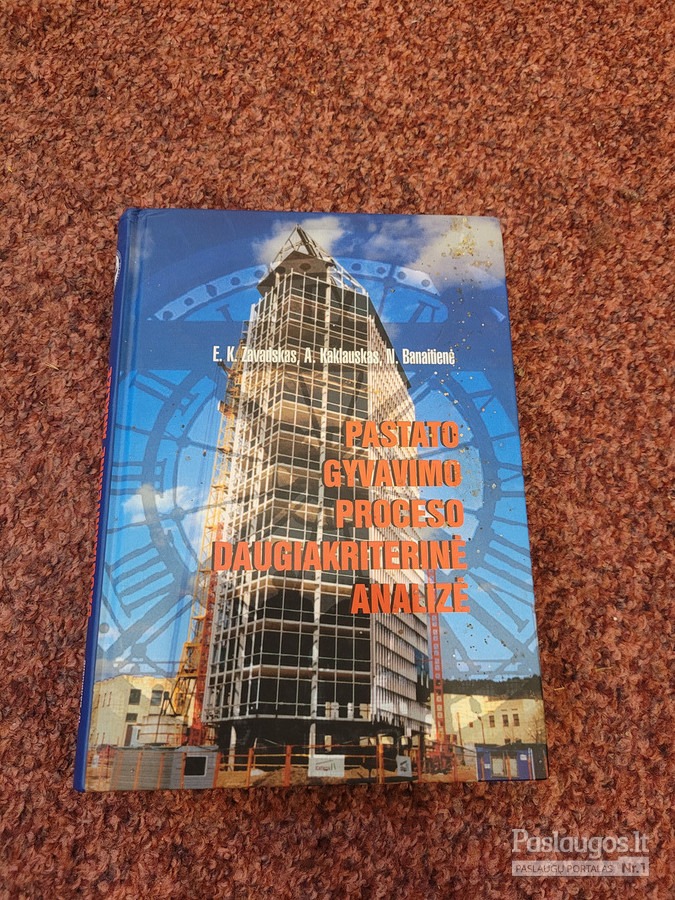 E. K. Zavadskas, A. Kaklauskas, N. Banaitienė
PASTATO
GYVAVIMO
PROCESO
DAUGIAKRITERINĖ
ANALIZĖ
Paslaugos.lt
PASLAUGŲ PORTALAS Nr.1